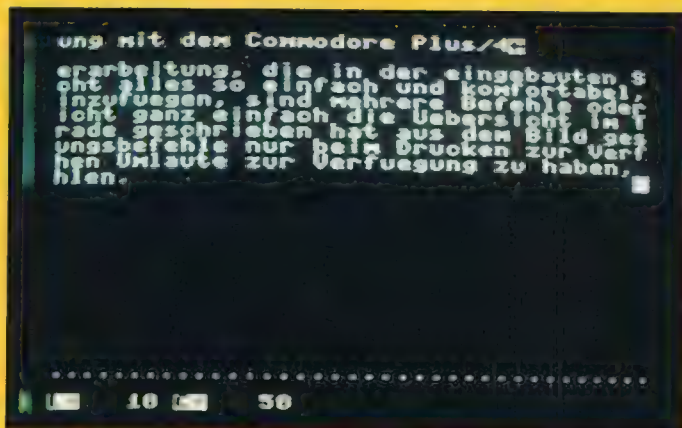 ung mit dem Commodore Plus/4
erarbeitung, die in der eingebauten S
cht alles so einfach und komfortabel,
inzufuegen, sind mehrere Befehle oder
icht ganz einfach die Uebersicht im T
rade geschrieben hat aus dem Bild ges
ungsbefehle nur beim Drucken zur Verf
hen Umlaute zur Verfuegung zu haben,
hlen.
10 50